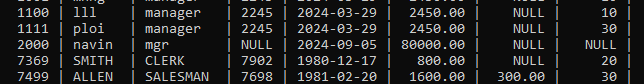 1100 | lll | manager | 2245 | 2024-03-29 | 2450.00 | NULL | 10
1111 | ploi | manager | 2245 | 2024-03-29 | 2450.00 | NULL | 30
2000 | navin | mgr | NULL | 2024-09-05 | 80000.00 | NULL | NULL
7369 | SMITH | CLERK | 7902 | 1980-12-17 | 800.00 | NULL | 20
7499 | ALLEN | SALESMAN | 7698 | 1981-02-20 | 1600.00 | 300.00 | 30